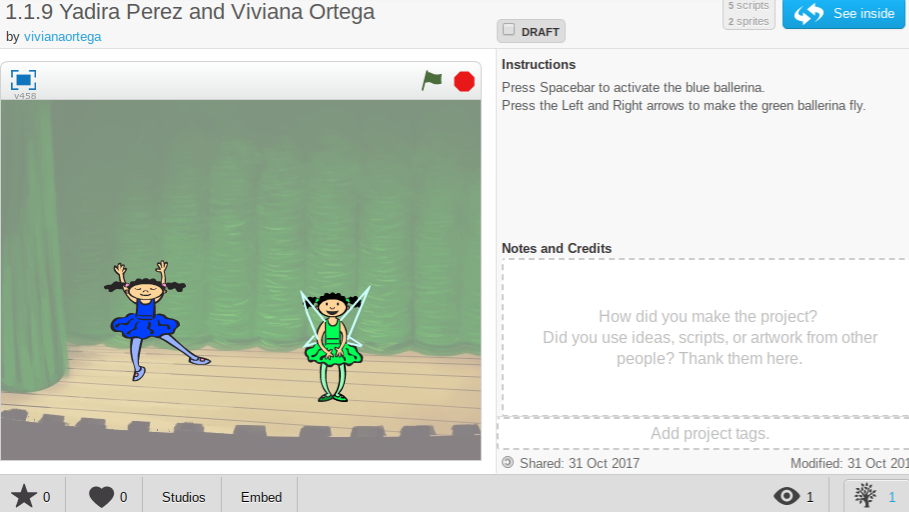 1.1.9 Yadira Perez and Viviana Ortega
by vivianaortega
DRAFT
5 scripts
2 sprites
See inside
v458
Instructions
Press Spacebar to activate the blue ballerina.
Press the Left and Right arrows to make the green ballerina fly.
Notes and Credits
How did you make the project?
Did you use ideas, scripts, or artwork from other
people? Thank them here.
Add project tags.
Shared: 31 Oct 2017
Modified: 31 Oct 201
0
0
Studios
Embed
1
1